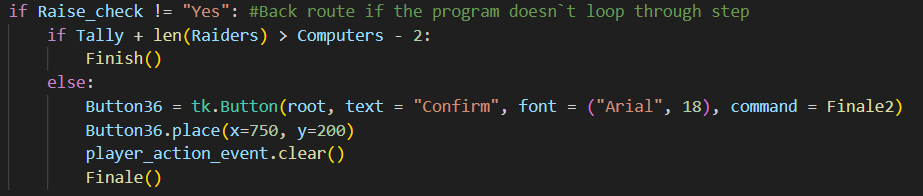 if Raise_check != "Yes": #Back route if the program doesn`t loop through step
    if Tally + len(Raiders) > Computers - 2:
        Finish()
    else:
        Button36 = tk.Button(root, text = "Confirm", font = ("Arial", 18), command = Finale2)
        Button36.place(x=750, y=200)
        player_action_event.clear()
        Finale()